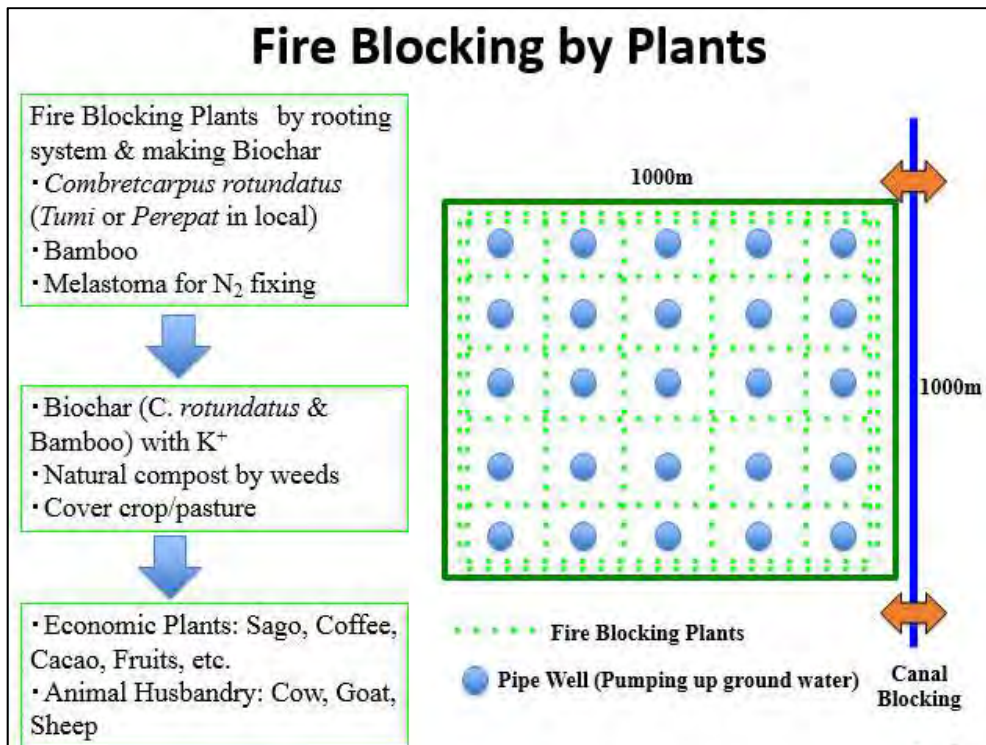 Fire Blocking by Plants
Fire Blocking Plants by rooting
system & making Biochar
・Combretcarpus rotundatus
(Tumi or Perepat in local)
・Bamboo
・Melastoma for N₂ fixing
・Biochar (C. rotundatus &
Bamboo) with K⁺
・Natural compost by weeds
・Cover crop/pasture
・Economic Plants: Sago, Coffee,
Cacao, Fruits, etc.
・Animal Husbandry: Cow, Goat,
Sheep
1000m
1000m
Fire Blocking Plants
Pipe Well (Pumping up ground water)
Canal
Blocking